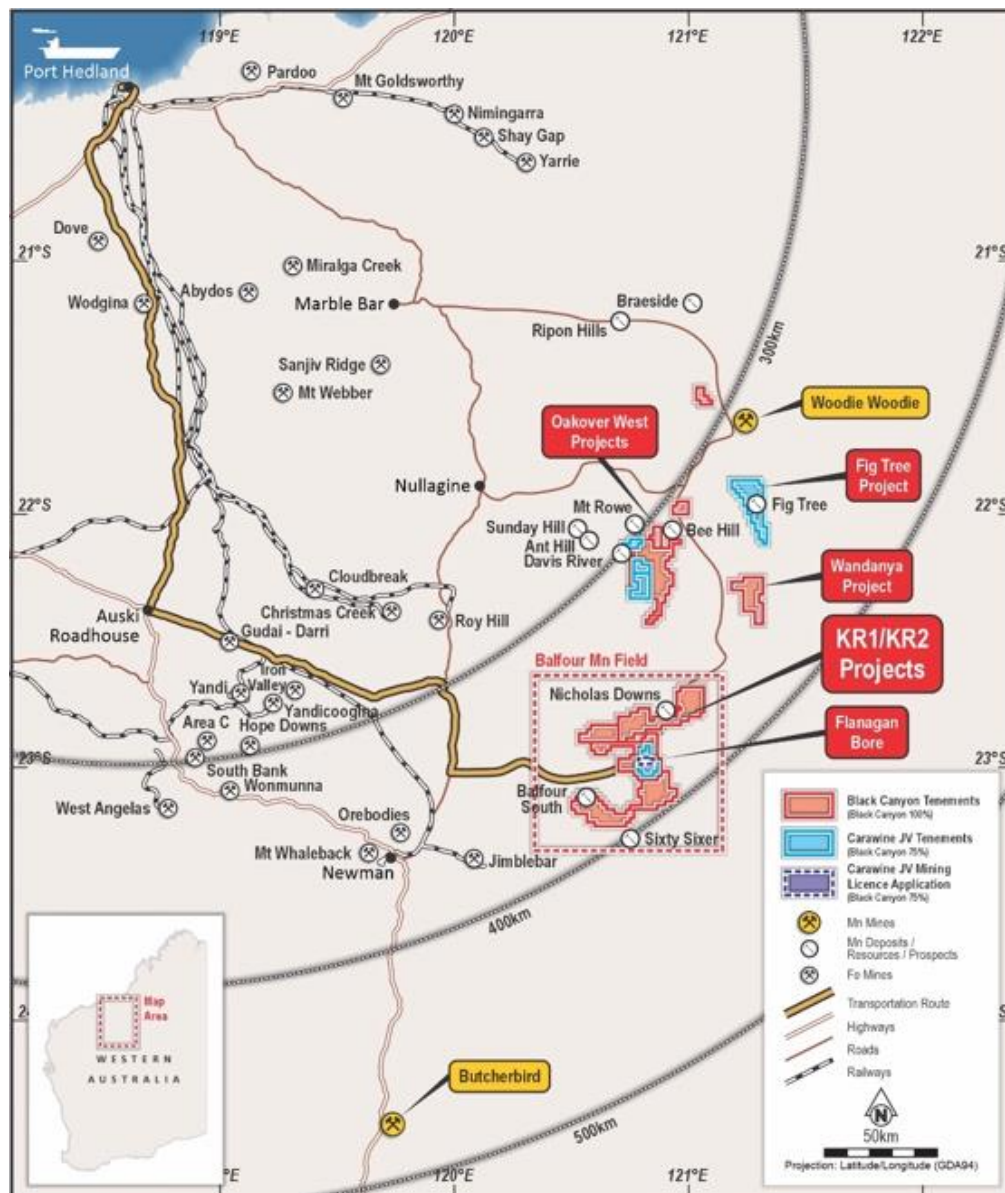 119°E
120°E
121°E
122°E
Port Hedland
Pardoo
Mt Goldsworthy
Nimingarra
Shay Gap
Yarrie
Dove
21°S
21°S
Miralga Creek
Abydos
Wodgina
Marble Bar
Braeside
Ripon Hills
300km
Sanjiv Ridge
Mt Webber
Woodie Woodie
Oakover West
Projects
Fig Tree
Project
Nullagine
22°S
22°S
Mt Rowe
Fig Tree
Sunday Hill
Bee Hill
Ant Hill
Davis River
Cloudbreak
Wandanya
Project
Christmas Creek
Auski
Roadhouse
Roy Hill
Gudai - Darri
KR1/KR2
Projects
Balfour Mn Field
Iron
Valley
Yandi
Nicholas Downs
Yandicoogina
Area C
Hope Downs
Flanagan
Bore
23°S
23°S
South Bank
Wonmunna
West Angelas
Balfour
South
Orebodies
Sixty Sixer
Mt Whaleback
Newman
Jimblebar
400km
Black Canyon Tenements
(Black Canyon 100%)
Carawine JV Tenements
(Black Canyon 75%)
Carawine JV Mining
Licence Application
(Black Canyon 75%)
Mn Mines
Mn Deposits /
Resources / Prospects
Fe Mines
Transportation Route
Highways
Roads
Railways
N
50km
Projection: Latitude/Longitude (GDA94)
Map
Area
WESTERN
AUSTRALIA
24
S
Butcherbird
500km
°E
120°E
121°E